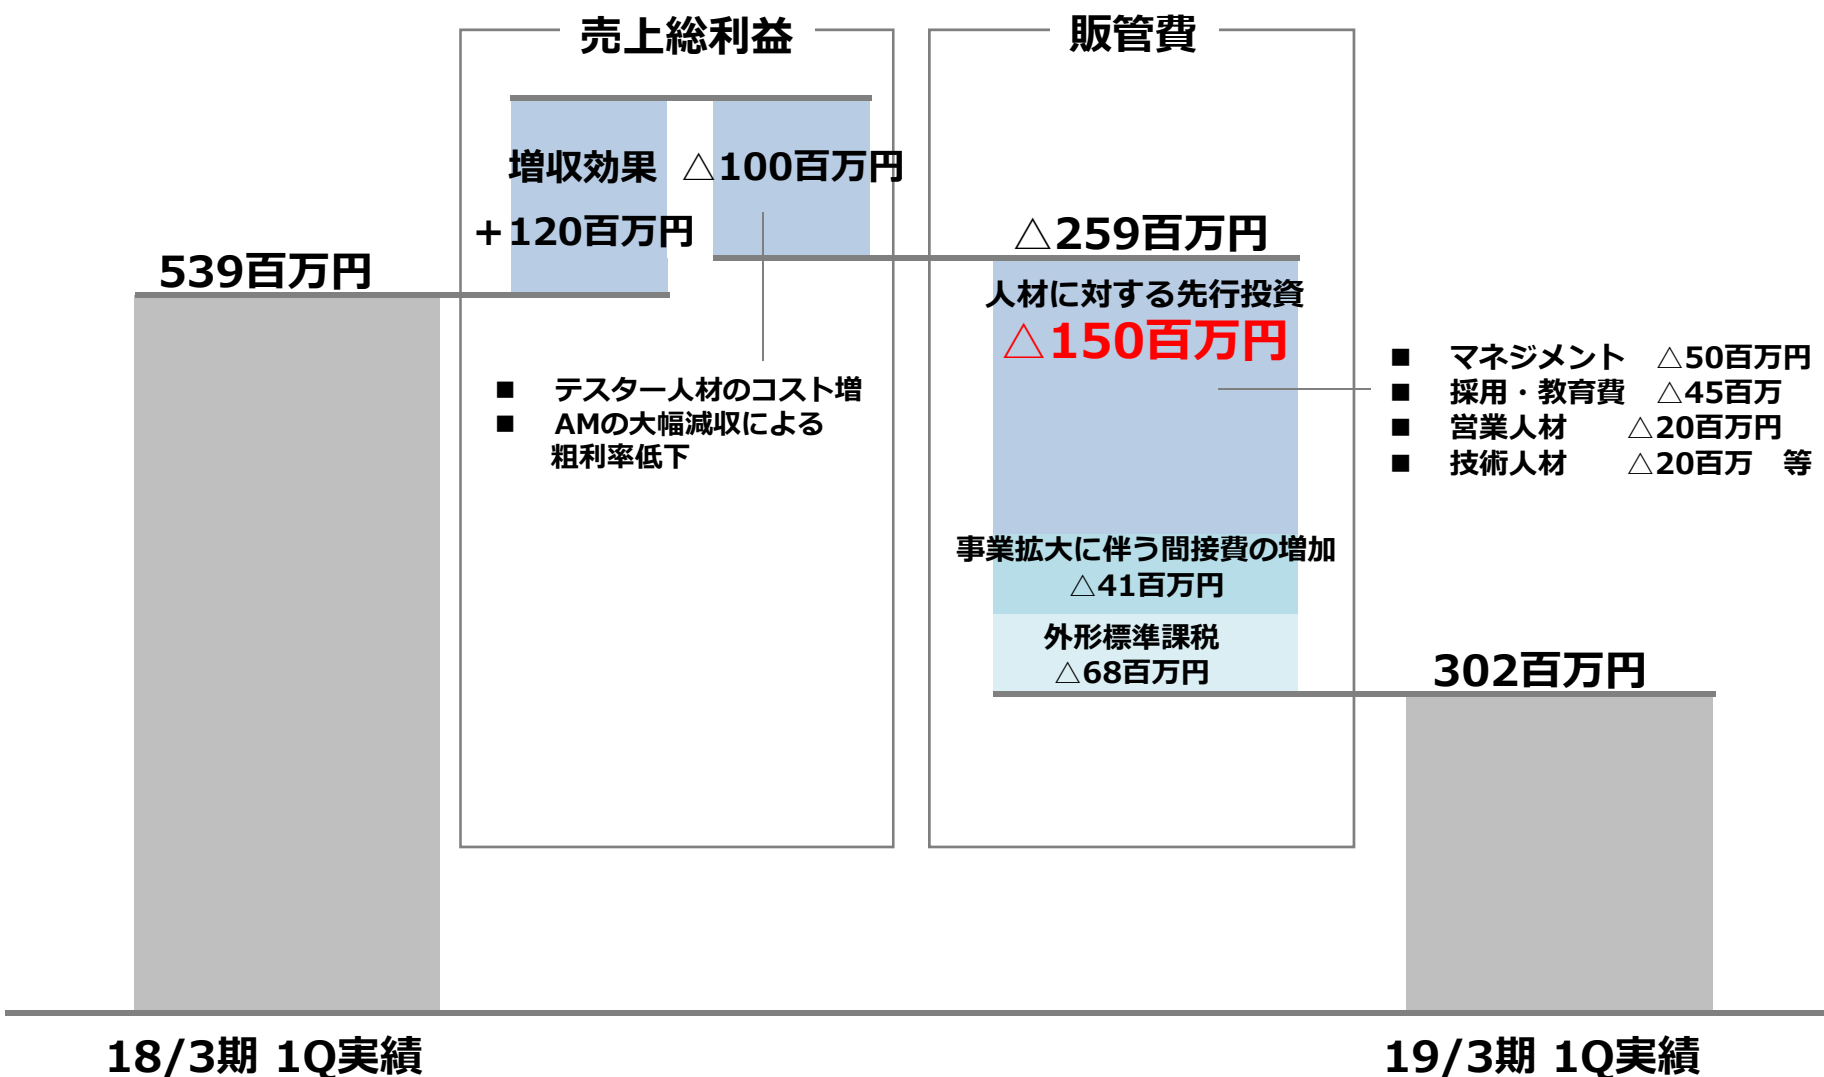 売上総利益
販管費
増収効果
+120百万円
△100百万円
△259百万円
539百万円
人材に対する先行投資
△150百万円
■ テスター人材のコスト増
■ AMの大幅減収による
粗利率低下
■ マネジメント △50百万円
■ 採用・教育費 △45百万
■ 営業人材 △20百万円
■ 技術人材 △20百万 等
事業拡大に伴う間接費の増加
△41百万円
外形標準課税
△68百万円
302百万円
18/3期 1Q実績
19/3期 1Q実績